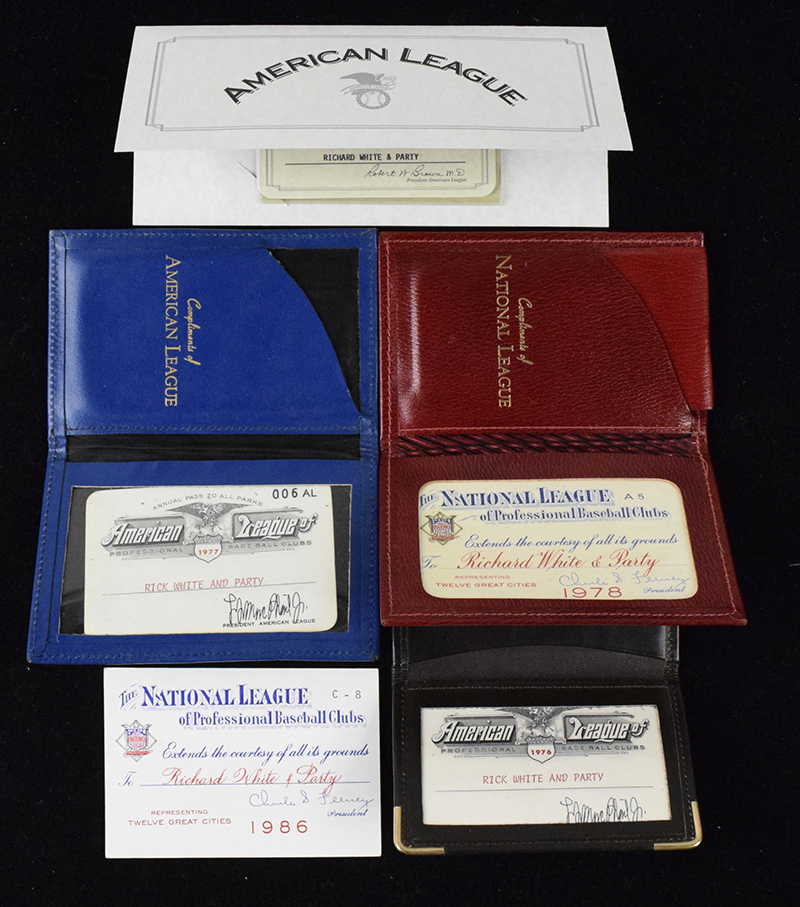 AMERICAN LEAGUE
RICHARD WHITE & PARTY
Robert W Brown M.D.
President American League
Compliments of
AMERICAN LEAGUE
Compliments of
NATIONAL LEAGUE
ANNUAL PASS TO ALL PARKS
006 AL
American League of
PROFESSIONAL 1977 BASE BALL CLUBS
RICK WHITE AND PARTY
PRESIDENT, AMERICAN LEAGUE
THE NATIONAL LEAGUE A 5
of Professional Baseball Clubs
Extends the courtesy of all its grounds
To Richard White & Party
REPRESENTING
TWELVE GREAT CITIES 1978 President
THE NATIONAL LEAGUE C-8
of Professional Baseball Clubs
Extends the courtesy of all its grounds
To Richard White & Party
REPRESENTING President
TWELVE GREAT CITIES 1986
American League of
PROFESSIONAL 1976 BASE BALL CLUBS
RICK WHITE AND PARTY